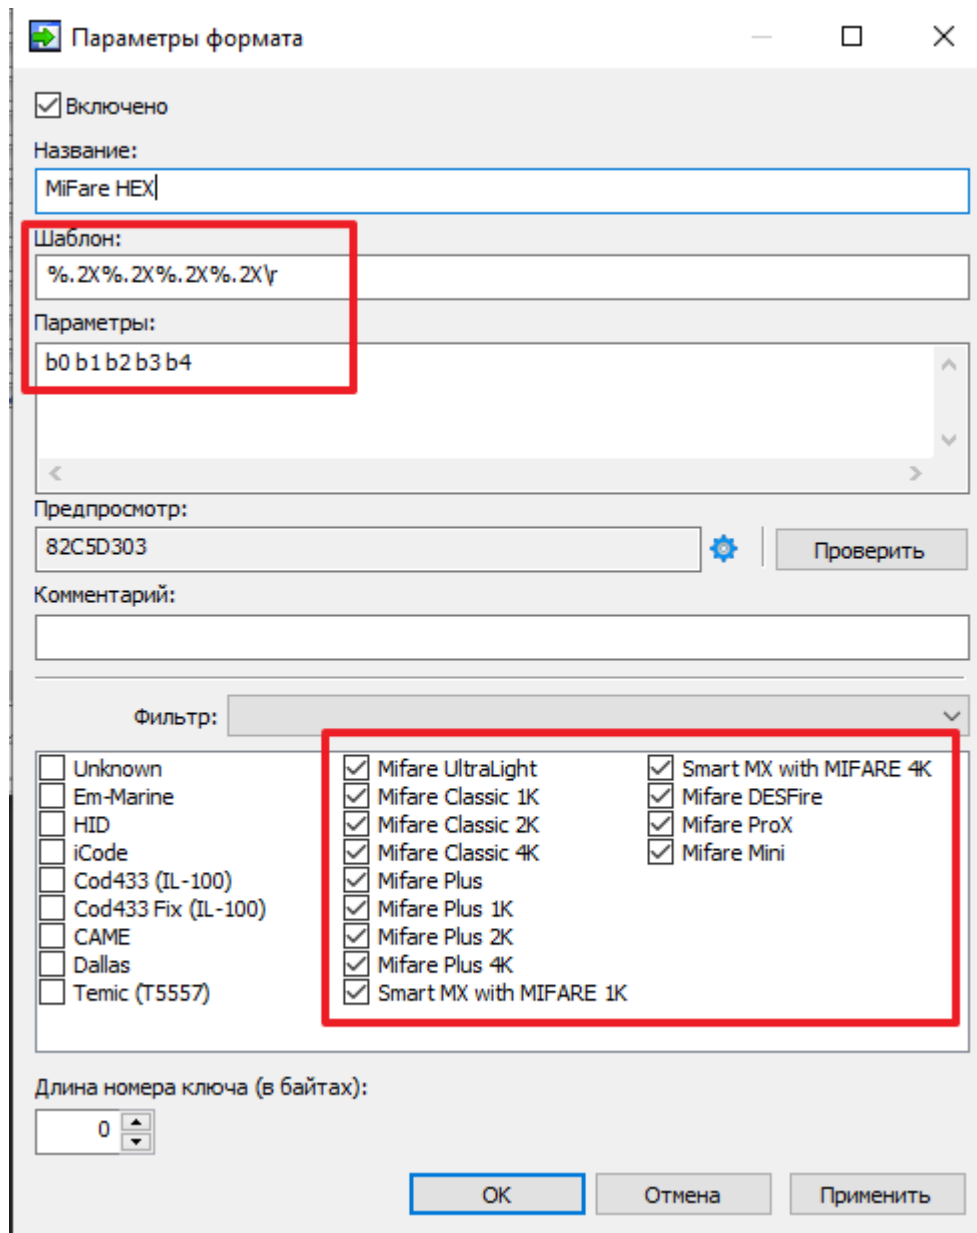 Параметры формата
Включено
Название:
MiFare HEX
Шаблон:
%.2X%.2X%.2X%.2X\r
Параметры:
b0 b1 b2 b3 b4
Предпросмотр:
82C5D303
Проверить
Комментарий:
Фильтр:
Unknown
Em-Marine
HID
iCode
Cod433 (IL-100)
Cod433 Fix (IL-100)
CAME
Dallas
Temic (T5557)
Mifare UltraLight
Mifare Classic 1K
Mifare Classic 2K
Mifare Classic 4K
Mifare Plus
Mifare Plus 1K
Mifare Plus 2K
Mifare Plus 4K
Smart MX with MIFARE 1K
Smart MX with MIFARE 4K
Mifare DESFire
Mifare ProX
Mifare Mini
Длина номера ключа (в байтах):
0
ОК
Отмена
Применить